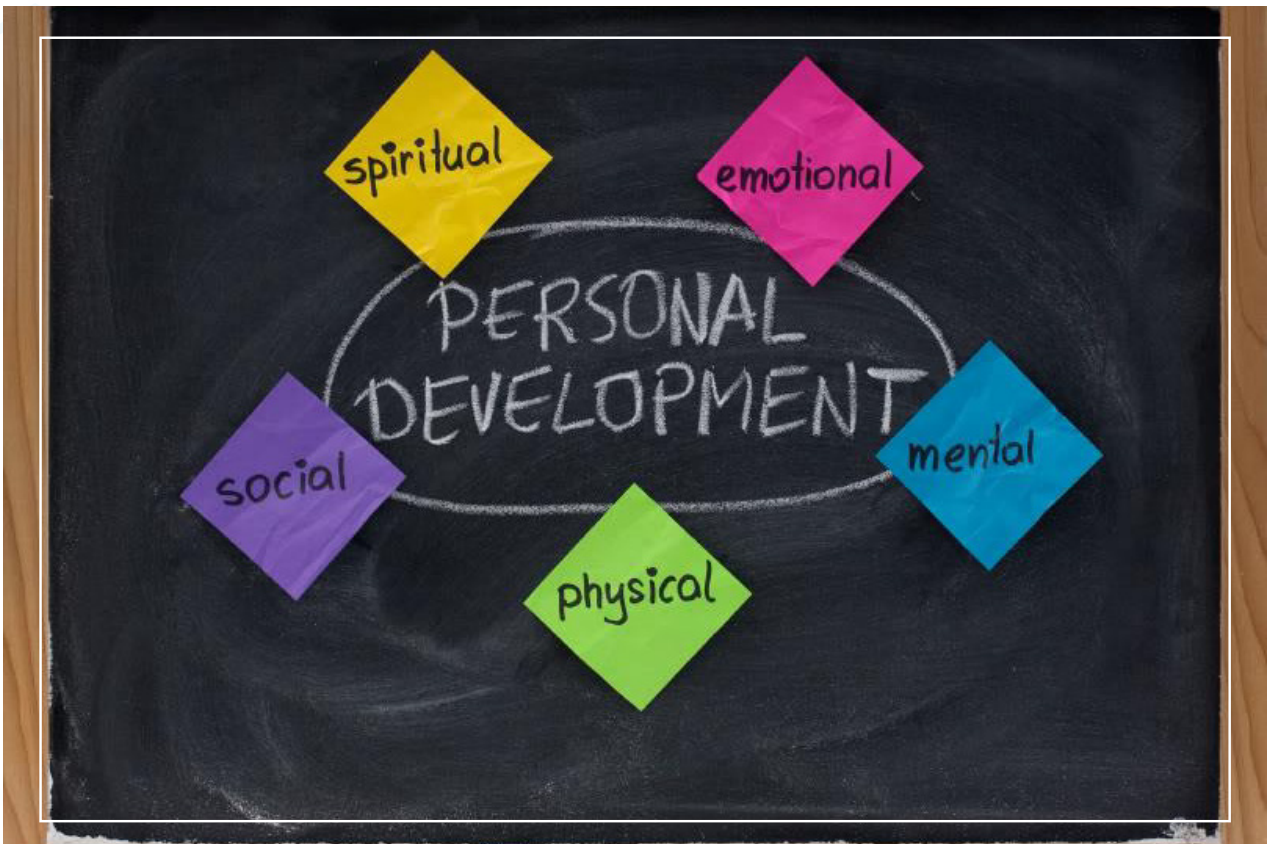 spiritual
emotional
PERSONAL
DEVELOPMENT
social
mental
physical